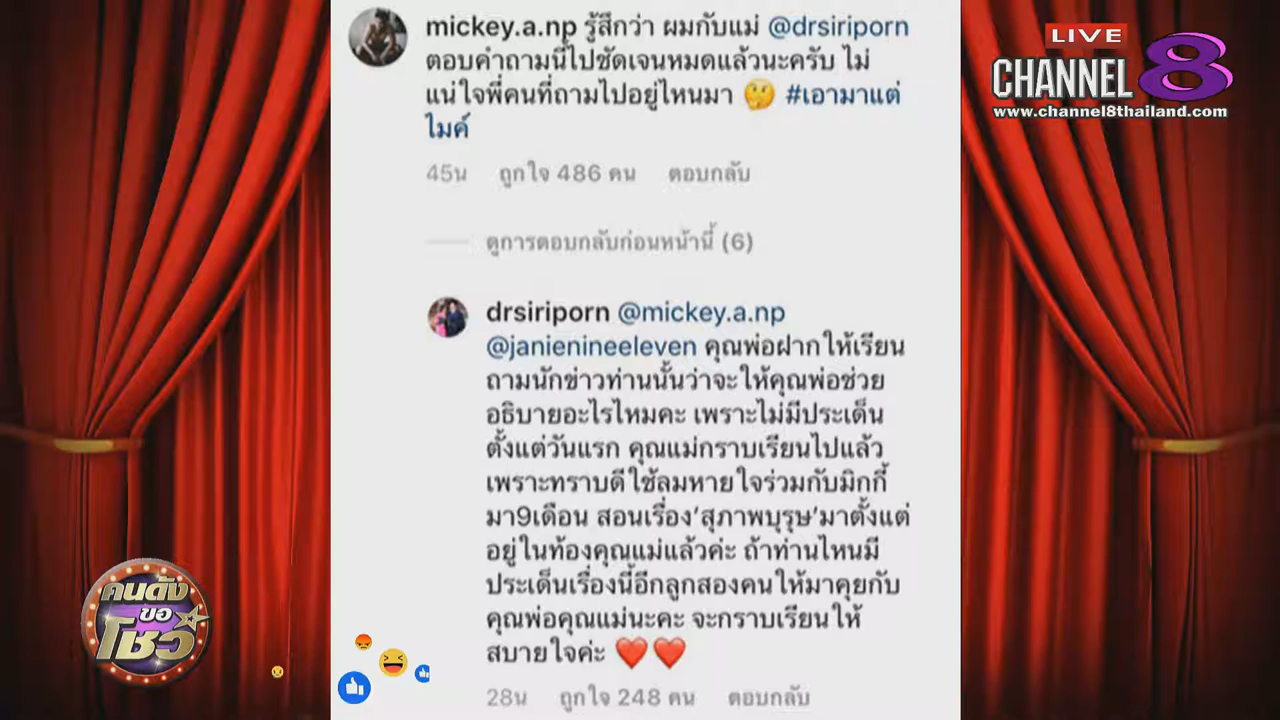 mickey.a.np รู้สึกว่า ผมกับแม่ @drsiriporn
ตอบคำถามนี้ไปชัดเจนหมดแล้วนะครับ ไม่
แน่ใจพี่คนที่ถามไปอยู่ไหนมา 🤔 #เอามาแต่
ไมค์
45น ถูกใจ 486 คน ตอบกลับ
ดูการตอบกลับก่อนหน้านี้ (6)
drsiriporn @mickey.a.np
@janienineeleven คุณพ่อฝากให้เรียน
ถามนักข่าวท่านนั้นว่าจะให้คุณพ่อช่วย
อธิบายอะไรไหมคะ เพราะไม่มีประเด็น
ตั้งแต่วันแรก คุณแม่กราบเรียนไปแล้ว
เพราะทราบดีใช้ลมหายใจร่วมกับมิกกี้
มา9เดือน สอนเรื่อง‘สุภาพบุรุษ’มาตั้งแต่
อยู่ในท้องคุณแม่แล้วค่ะ ถ้าท่านไหนมี
ประเด็นเรื่องนี้อีกลูกสองคนให้มาคุยกับ
คุณพ่อคุณแม่นะคะ จะกราบเรียนให้
สบายใจค่ะ ❤️❤️
28น ถูกใจ 248 คน ตอบกลับ
LIVE
CHANNEL 8
www.channel8thailand.com
คนดัง
ขอ
โชว์